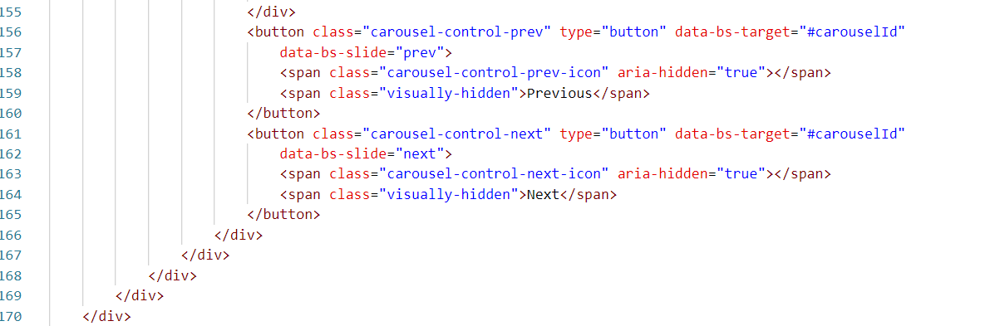 155 </div>
156 <button class="carousel-control-prev" type="button" data-bs-target="#carouselId"
157 data-bs-slide="prev">
158 <span class="carousel-control-prev-icon" aria-hidden="true"></span>
159 <span class="visually-hidden">Previous</span>
160 </button>
161 <button class="carousel-control-next" type="button" data-bs-target="#carouselId"
162 data-bs-slide="next">
163 <span class="carousel-control-next-icon" aria-hidden="true"></span>
164 <span class="visually-hidden">Next</span>
165 </button>
166 </div>
167 </div>
168 </div>
169 </div>
170 </div>